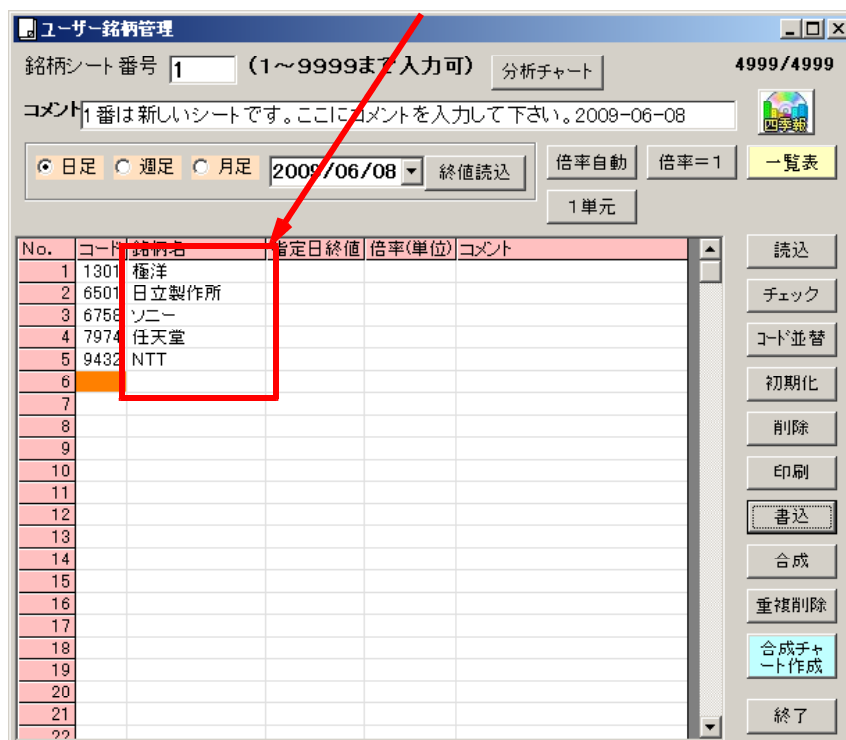 ユーザー銘柄管理
銘柄シート番号 1 (1～9999まで入力可) 分析チャート 4999/4999
コメント 1番は新しいシートです。ここにコメントを入力して下さい。2009-06-08 四季報
日足 週足 月足 2009/06/08 終値読込 倍率自動 倍率=1 一覧表
1単元
No. コード 銘柄名 指定日終値 倍率(単位) コメント 読込
1 1301 極洋
2 6501 日立製作所 チェック
3 6758 ソニー
4 7974 任天堂 コード並替
5 9432 NTT
6 初期化
7
8 削除
9
10 印刷
11
12 書込
13
14 合成
15
16 重複削除
17
18 合成チャ
19 ート作成
20
21 終了
22